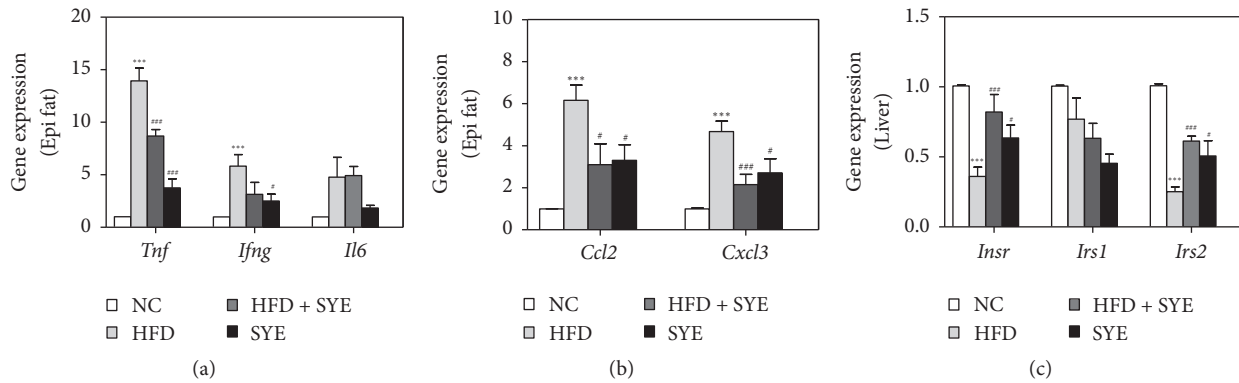 Gene expression
(Epi fat)
20
15
10
5
0
***
###
###
***
#
Tnf
Ifng
Il6
NC
HFD + SYE
HFD
SYE
(a)
Gene expression
(Epi fat)
10
8
6
4
2
0
***
#
#
***
###
#
Ccl2
Cxcl3
NC
HFD + SYE
HFD
SYE
(b)
Gene expression
(Liver)
1.0
0.5
0.0
***
###
#
***
###
#
Insr
Irs1
Irs2
NC
HFD + SYE
HFD
SYE
(c)